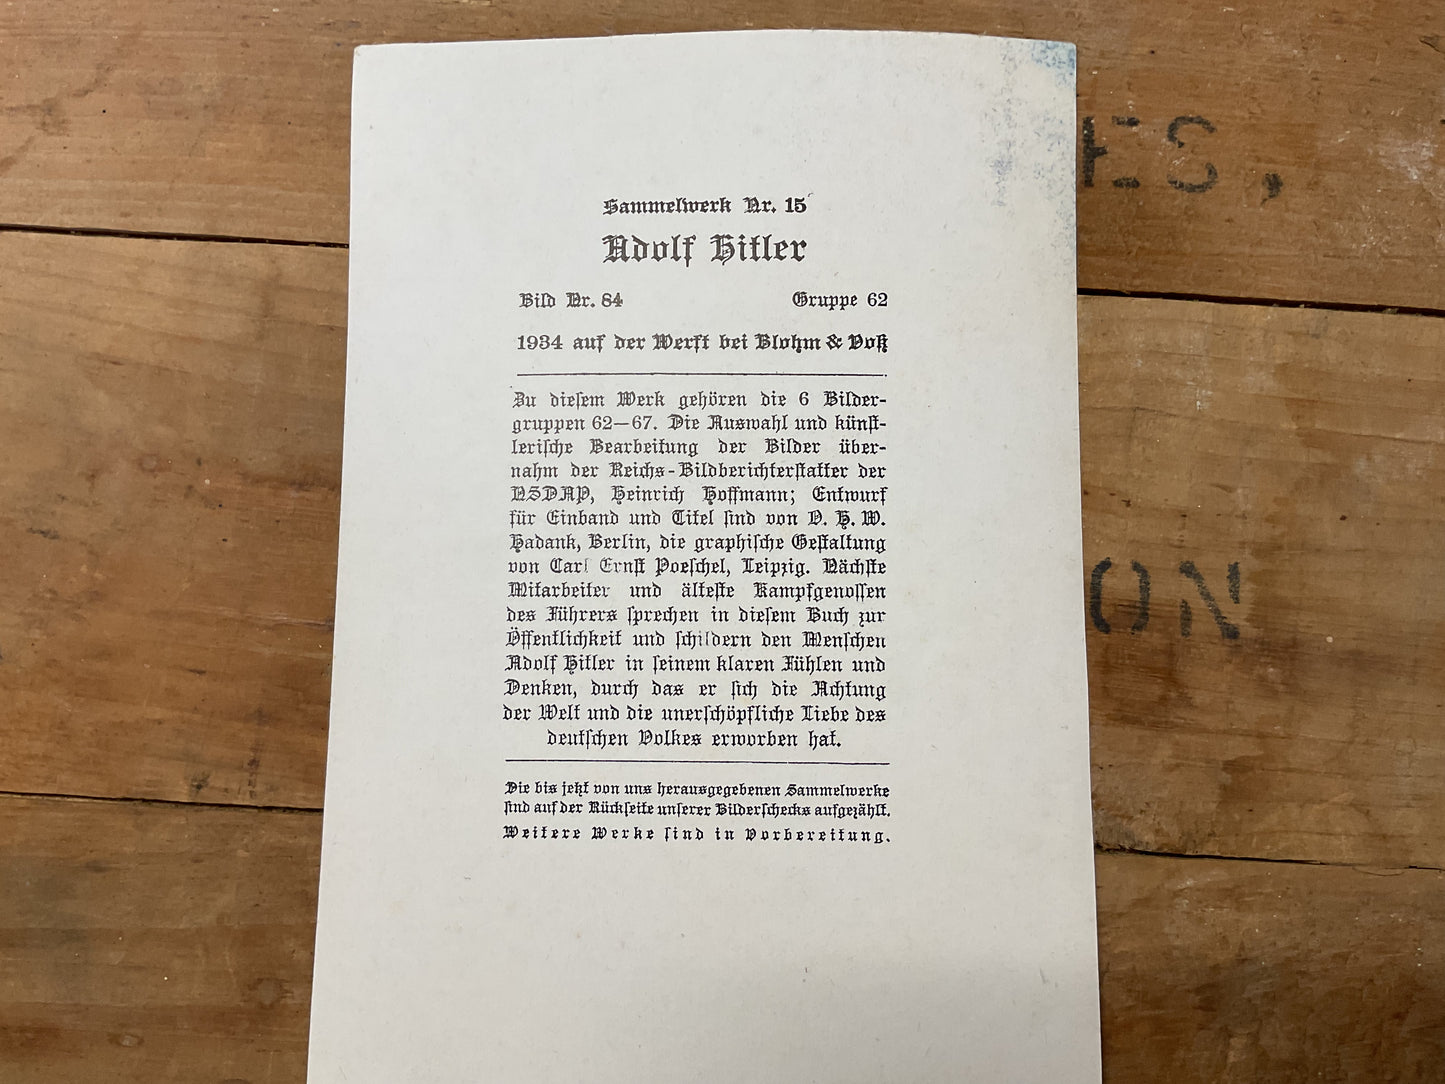 Sammelwerk Nr. 15
Adolf Hitler
Bild Nr. 84 Gruppe 62
1934 auf der Werft bei Blohm & Voß
Zu diesem Werk gehören die 6 Bilder-
gruppen 62—67. Die Auswahl und künst-
lerische Bearbeitung der Bilder über-
nahm der Reichs-Bildberichterstatter der
NSDAP, Heinrich Hoffmann; Entwurf
für Einband und Titel sind von O. H. W.
Hadank, Berlin, die graphische Gestaltung
von Carl Ernst Poeschel, Leipzig. Nächste
Mitarbeiter und älteste Kampfgenossen
des Führers sprechen in diesem Buch zur
Öffentlichkeit und schildern den Menschen
Adolf Hitler in seinem klaren Fühlen und
Denken, durch das er sich die Achtung
der Welt und die unerschöpfliche Liebe des
deutschen Volkes erworben hat.
Die bis jetzt von uns herausgegebenen Sammelwerke
sind auf der Rückseite unserer Bilderschecks aufgezählt.
Weitere Werke sind in Vorbereitung.
ES,
ON